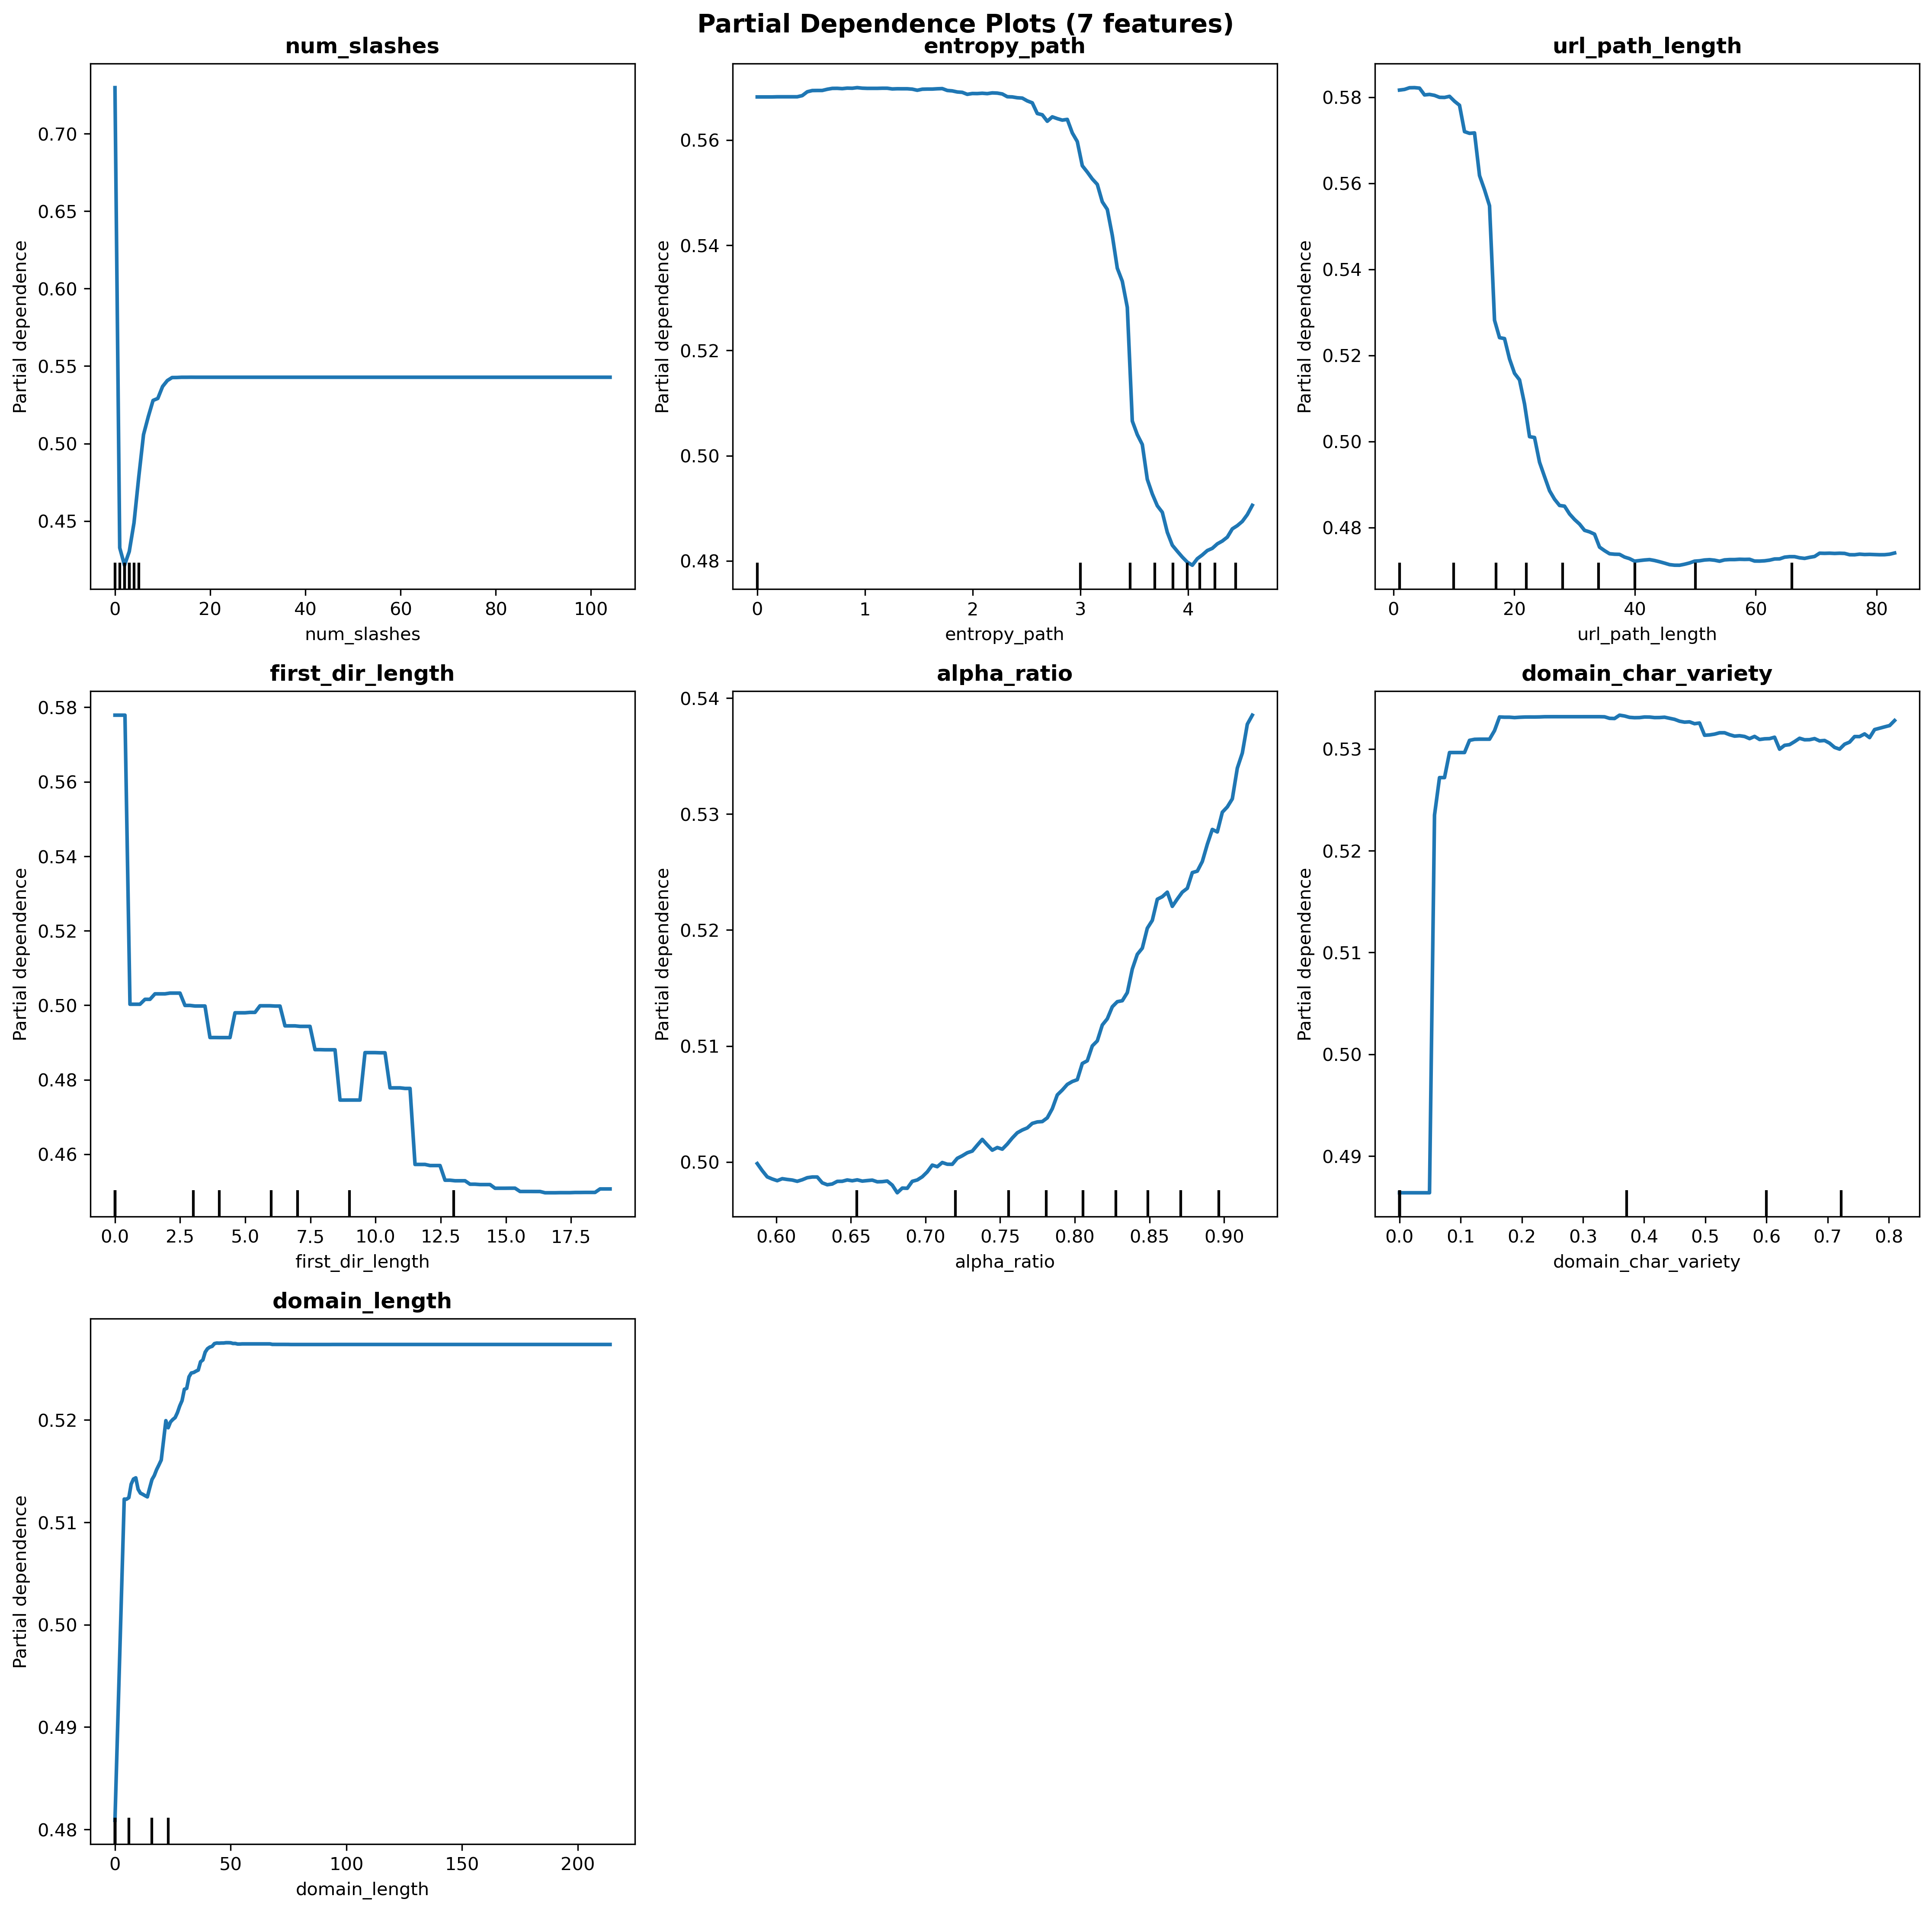 Partial Dependence Plots (7 features)
num_slashes
Partial dependence
0.70
0.65
0.60
0.55
0.50
0.45
0 20 40 60 80 100
num_slashes
entropy_path
Partial dependence
0.56
0.54
0.52
0.50
0.48
0 1 2 3 4
entropy_path
url_path_length
Partial dependence
0.58
0.56
0.54
0.52
0.50
0.48
0 20 40 60 80
url_path_length
first_dir_length
Partial dependence
0.58
0.56
0.54
0.52
0.50
0.48
0.46
0.0 2.5 5.0 7.5 10.0 12.5 15.0 17.5
first_dir_length
alpha_ratio
Partial dependence
0.54
0.53
0.52
0.51
0.50
0.60 0.65 0.70 0.75 0.80 0.85 0.90
alpha_ratio
domain_char_variety
Partial dependence
0.53
0.52
0.51
0.50
0.49
0.0 0.1 0.2 0.3 0.4 0.5 0.6 0.7 0.8
domain_char_variety
domain_length
Partial dependence
0.52
0.51
0.50
0.49
0.48
0 50 100 150 200
domain_length